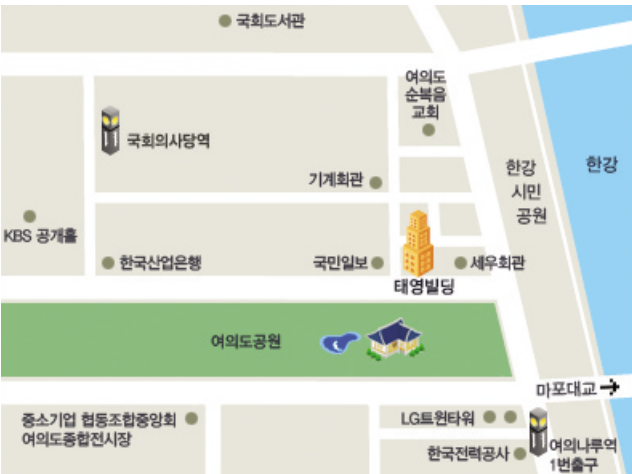 국회도서관
여의도
순복음
교회
국회의사당역
한강
한강
시민
공원
기계회관
KBS 공개홀
한국산업은행
국민일보
세우회관
태영빌딩
여의도공원
마포대교
중소기업 협동조합중앙회
여의도종합전시장
LG트윈타워
한국전력공사
여의나루역
1번출구